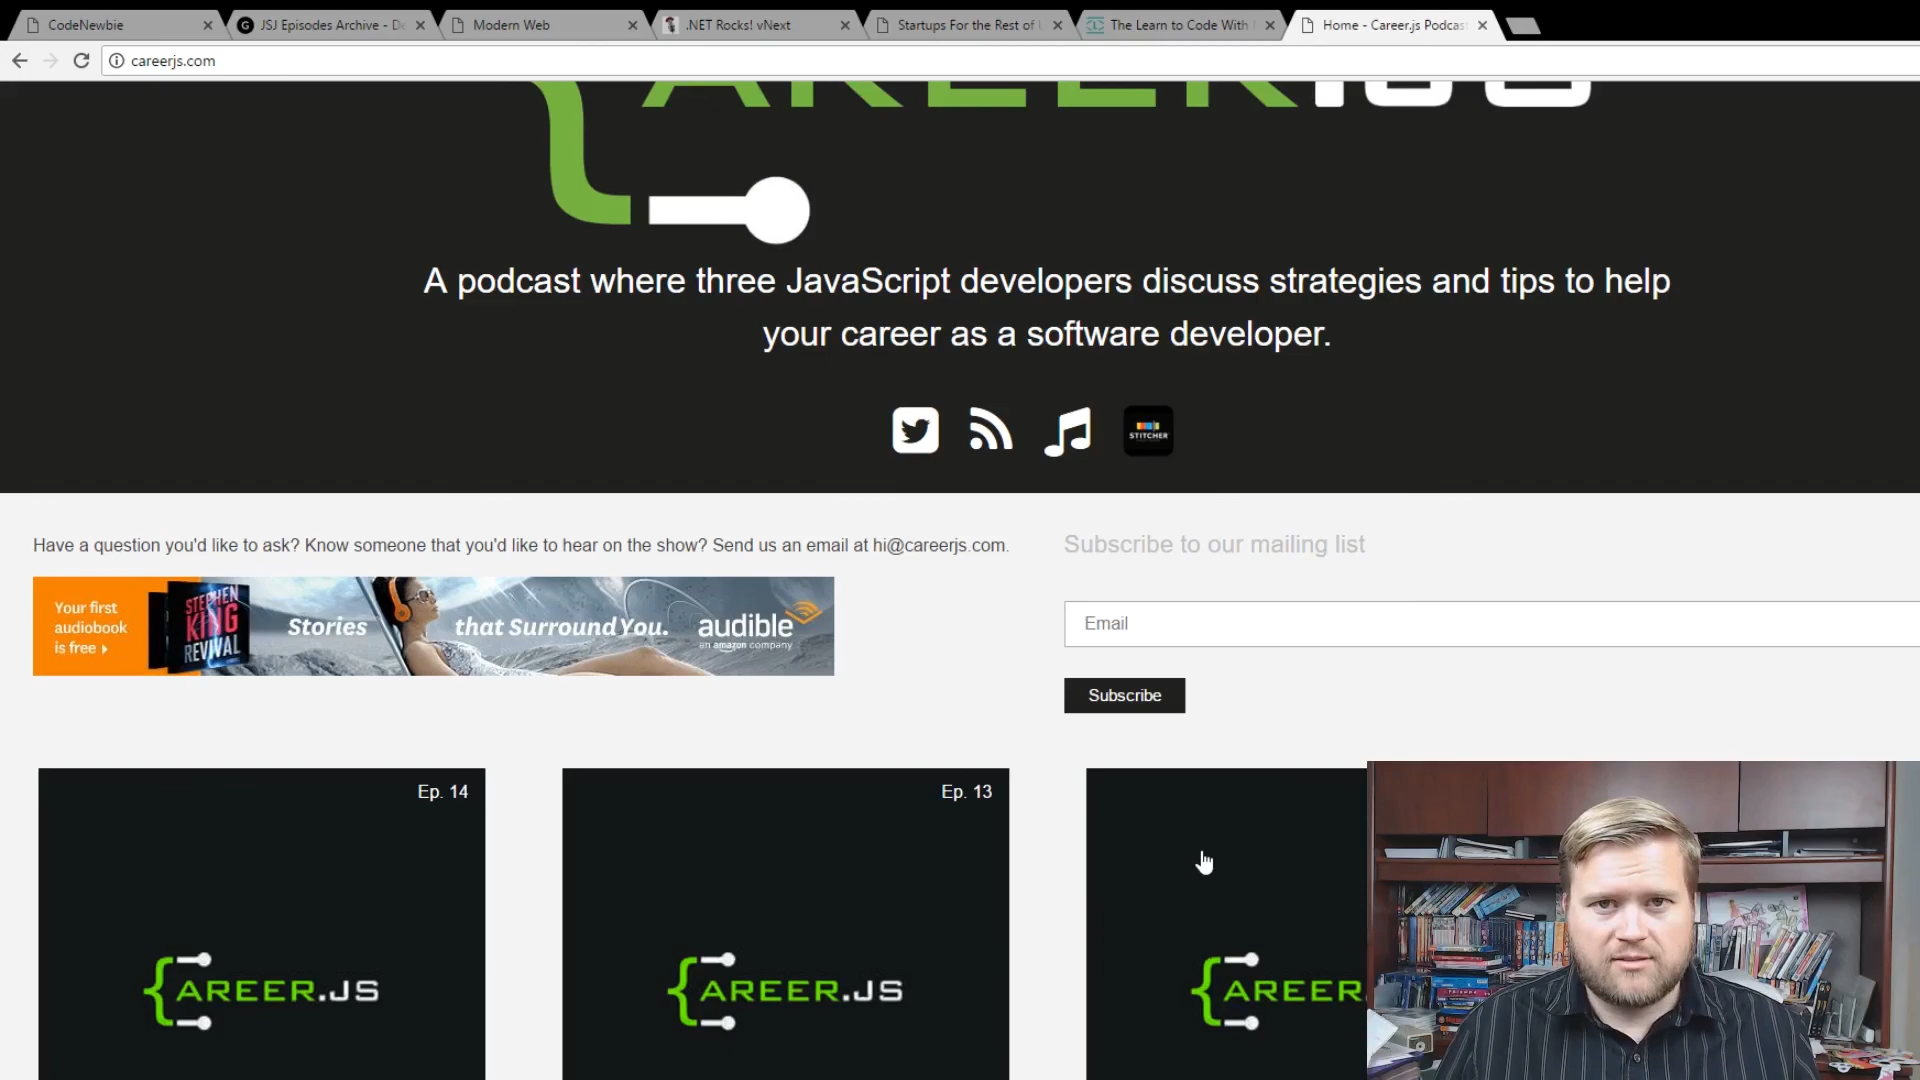 CodeNewbie
JSJ Episodes Archive - De
Modern Web
.NET Rocks! vNext
Startups For the Rest of
The Learn to Code With
Home - Career.js Podcas
careerjs.com
A podcast where three JavaScript developers discuss strategies and tips to help
your career as a software developer.
STITCHER
Have a question you'd like to ask? Know someone that you'd like to hear on the show? Send us an email at hi@careerjs.com.
Subscribe to our mailing list
Your first
audiobook
is free
STEPHEN
KING
REVIVAL
Stories that Surround You.
audible
an amazon company
Email
Subscribe
Ep. 14
Ep. 13
AREER.JS
AREER.JS
AREER